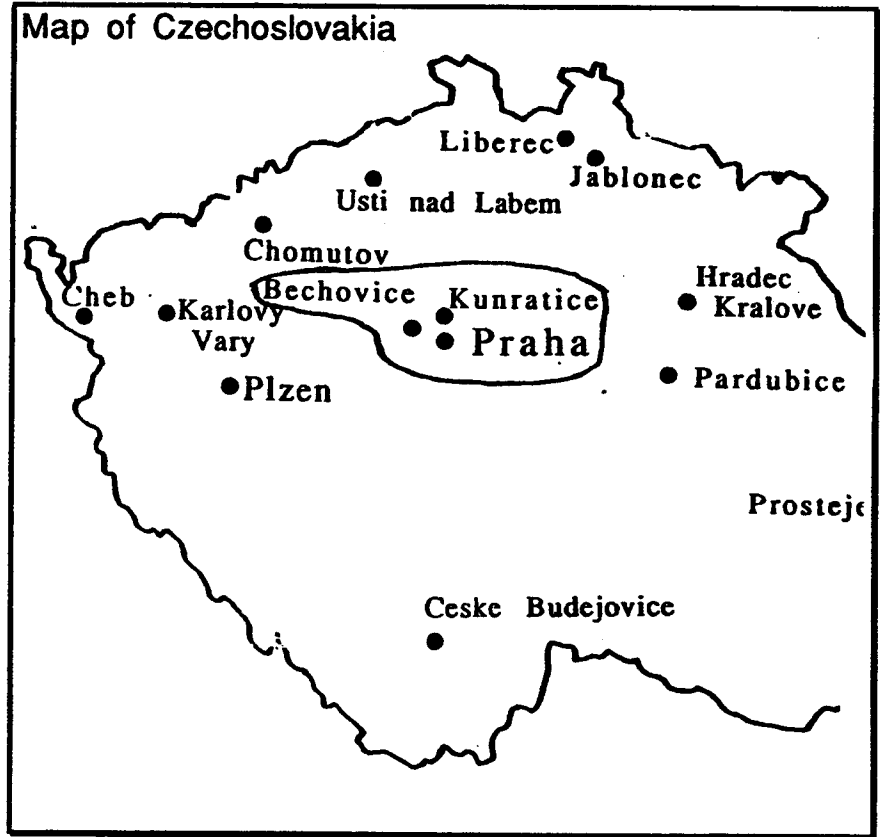 Map of Czechoslovakia
Liberec
Jablonec
Usti nad Labem
Chomutov
Cheb
Karlovy
Vary
Bechovice
Kunratice
Praha
Hradec
Kralove
Plzen
Pardubice
Prosteje
Ceske Budejovice